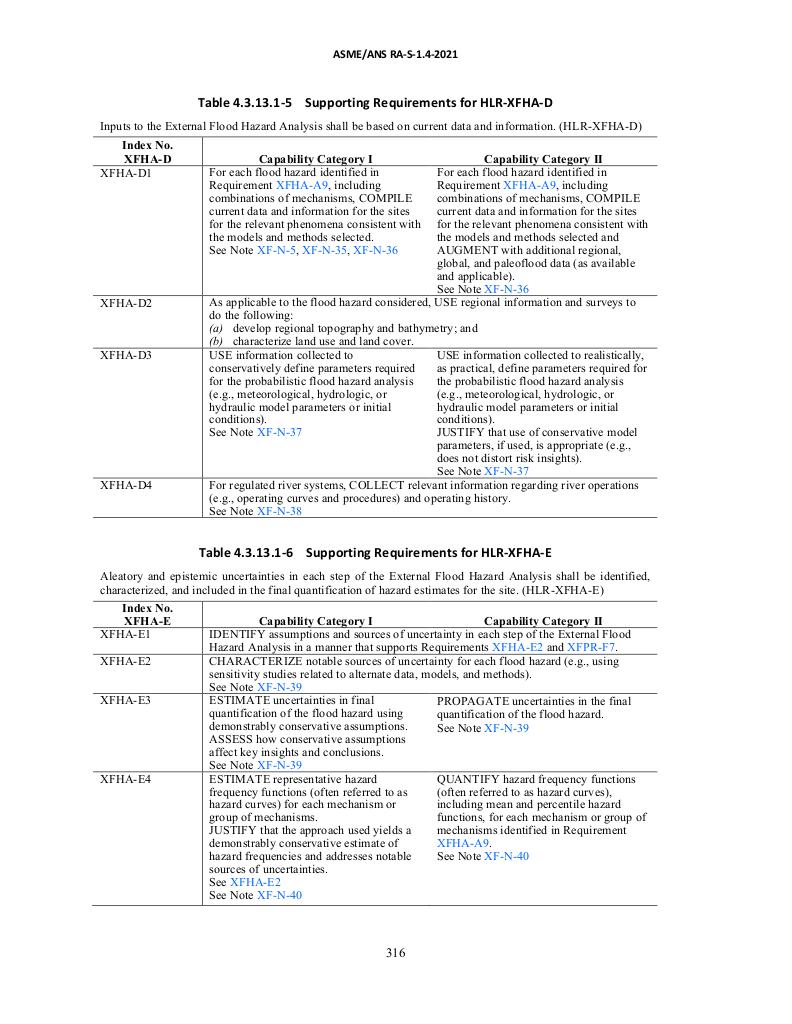 ASME/ANS RA-S-1.4-2021
Table 4.3.13.1-5 Supporting Requirements for HLR-XFHA-D
Inputs to the External Flood Hazard Analysis shall be based on current data and information. (HLR-XFHA-D)
Index No.
XFHA-D
Capability Category I
Capability Category II
XFHA-D1
For each flood hazard identified in
Requirement XFHA-A9, including
combinations of mechanisms, COMPILE
current data and information for the sites
for the relevant phenomena consistent with
the models and methods selected.
See Note XF-N-5, XF-N-35, XF-N-36
For each flood hazard identified in
Requirement XFHA-A9, including
combinations of mechanisms, COMPILE
current data and information for the sites
for the relevant phenomena consistent with
the models and methods selected and
AUGMENT with additional regional,
global, and paleoflood data (as available
and applicable).
See Note XF-N-36
XFHA-D2
As applicable to the flood hazard considered, USE regional information and surveys to
do the following:
(a) develop regional topography and bathymetry; and
(b) characterize land use and land cover.
XFHA-D3
USE information collected to
conservatively define parameters required
for the probabilistic flood hazard analysis
(e.g., meteorological, hydrologic, or
hydraulic model parameters or initial
conditions).
See Note XF-N-37
USE information collected to realistically,
as practical, define parameters required for
the probabilistic flood hazard analysis
(e.g., meteorological, hydrologic, or
hydraulic model parameters or initial
conditions).
JUSTIFY that use of conservative model
parameters, if used, is appropriate (e.g.,
does not distort risk insights).
See Note XF-N-37
XFHA-D4
For regulated river systems, COLLECT relevant information regarding river operations
(e.g., operating curves and procedures) and operating history.
See Note XF-N-38
Table 4.3.13.1-6 Supporting Requirements for HLR-XFHA-E
Aleatory and epistemic uncertainties in each step of the External Flood Hazard Analysis shall be identified,
characterized, and included in the final quantification of hazard estimates for the site. (HLR-XFHA-E)
Index No.
XFHA-E
Capability Category I
Capability Category II
XFHA-E1
IDENTIFY assumptions and sources of uncertainty in each step of the External Flood
Hazard Analysis in a manner that supports Requirements XFHA-E2 and XFPR-F7.
XFHA-E2
CHARACTERIZE notable sources of uncertainty for each flood hazard (e.g., using
sensitivity studies related to alternate data, models, and methods).
See Note XF-N-39
XFHA-E3
ESTIMATE uncertainties in final
quantification of the flood hazard using
demonstrably conservative assumptions.
ASSESS how conservative assumptions
affect key insights and conclusions.
See Note XF-N-39
PROPAGATE uncertainties in the final
quantification of the flood hazard.
See Note XF-N-39
XFHA-E4
ESTIMATE representative hazard
frequency functions (often referred to as
hazard curves) for each mechanism or
group of mechanisms.
JUSTIFY that the approach used yields a
demonstrably conservative estimate of
hazard frequencies and addresses notable
sources of uncertainties.
See XFHA-E2
See Note XF-N-40
QUANTIFY hazard frequency functions
(often referred to as hazard curves),
including mean and percentile hazard
functions, for each mechanism or group of
mechanisms identified in Requirement
XFHA-A9.
See Note XF-N-40
316